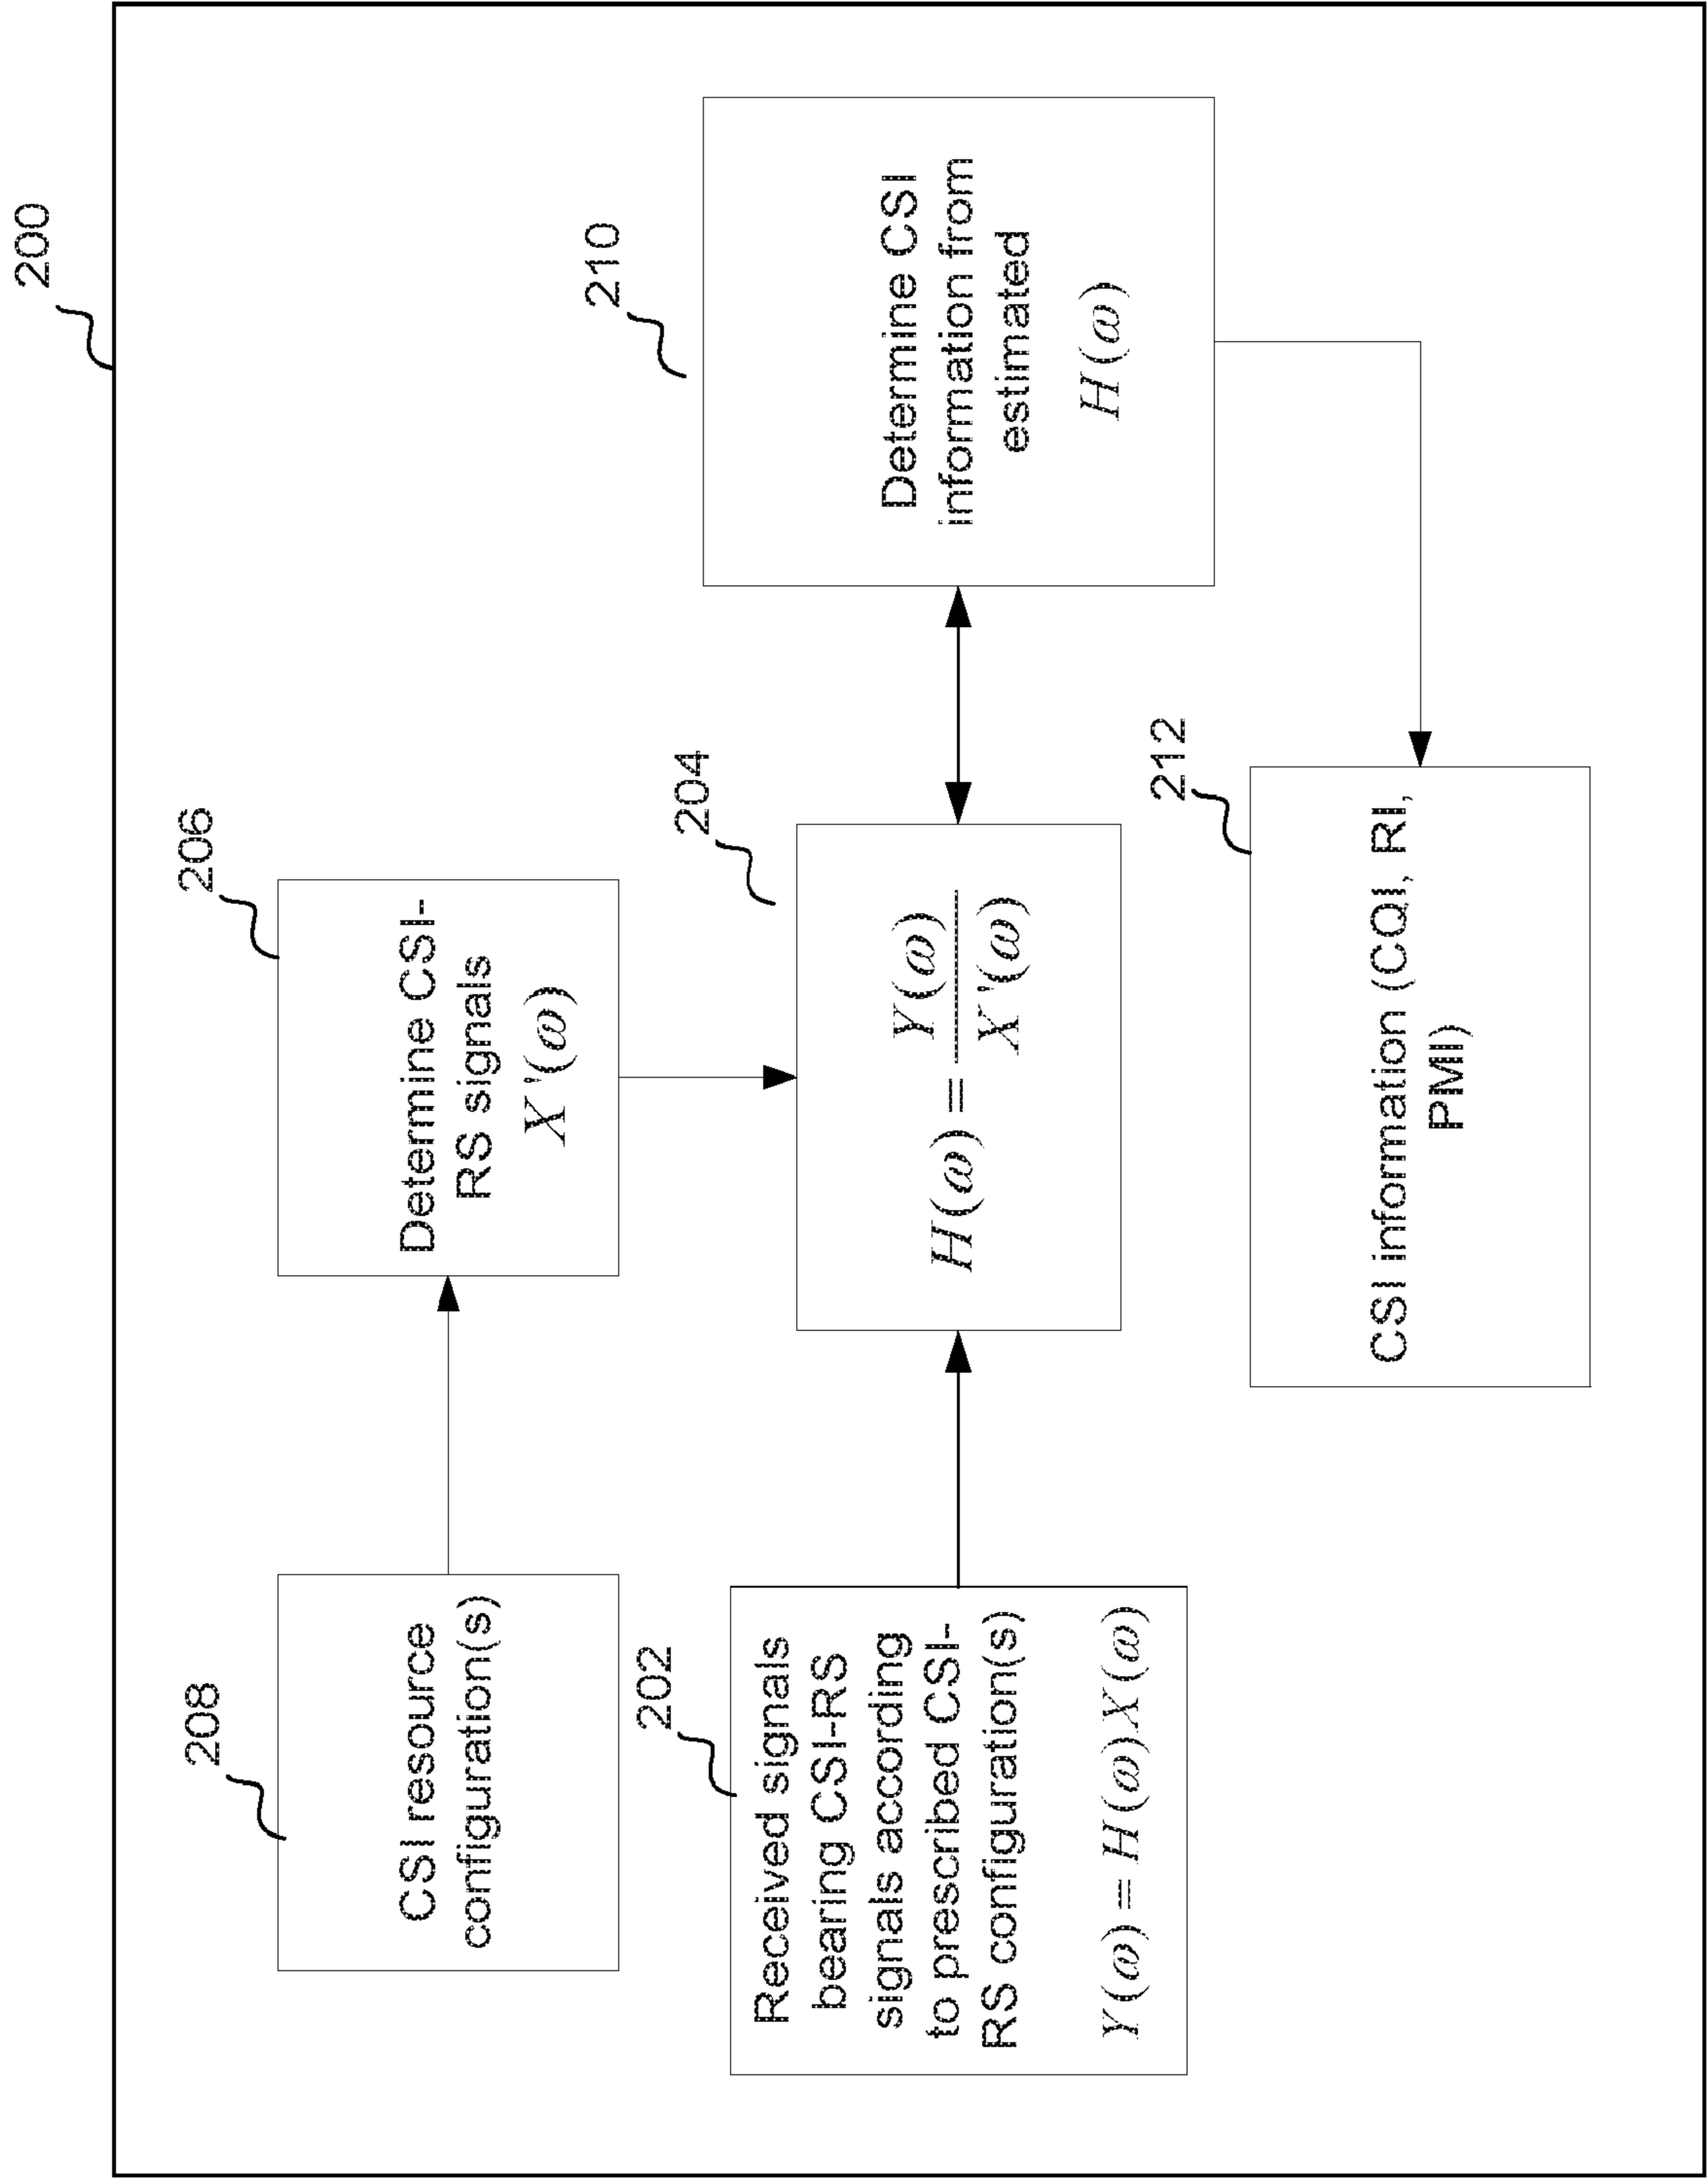 200
208
CSI resource
configuration(s)
206
Determine CSI-
RS signals
X'(ω)
202
Received signals
bearing CSI-RS
signals according
to prescribed CSI-
RS configuration(s)
Y(ω) = H(ω)X(ω)
204
H(ω) = Y(ω) / X'(ω)
210
Determine CSI
information from
estimated
H(ω)
212
CSI information (CQI, RI,
PMI)